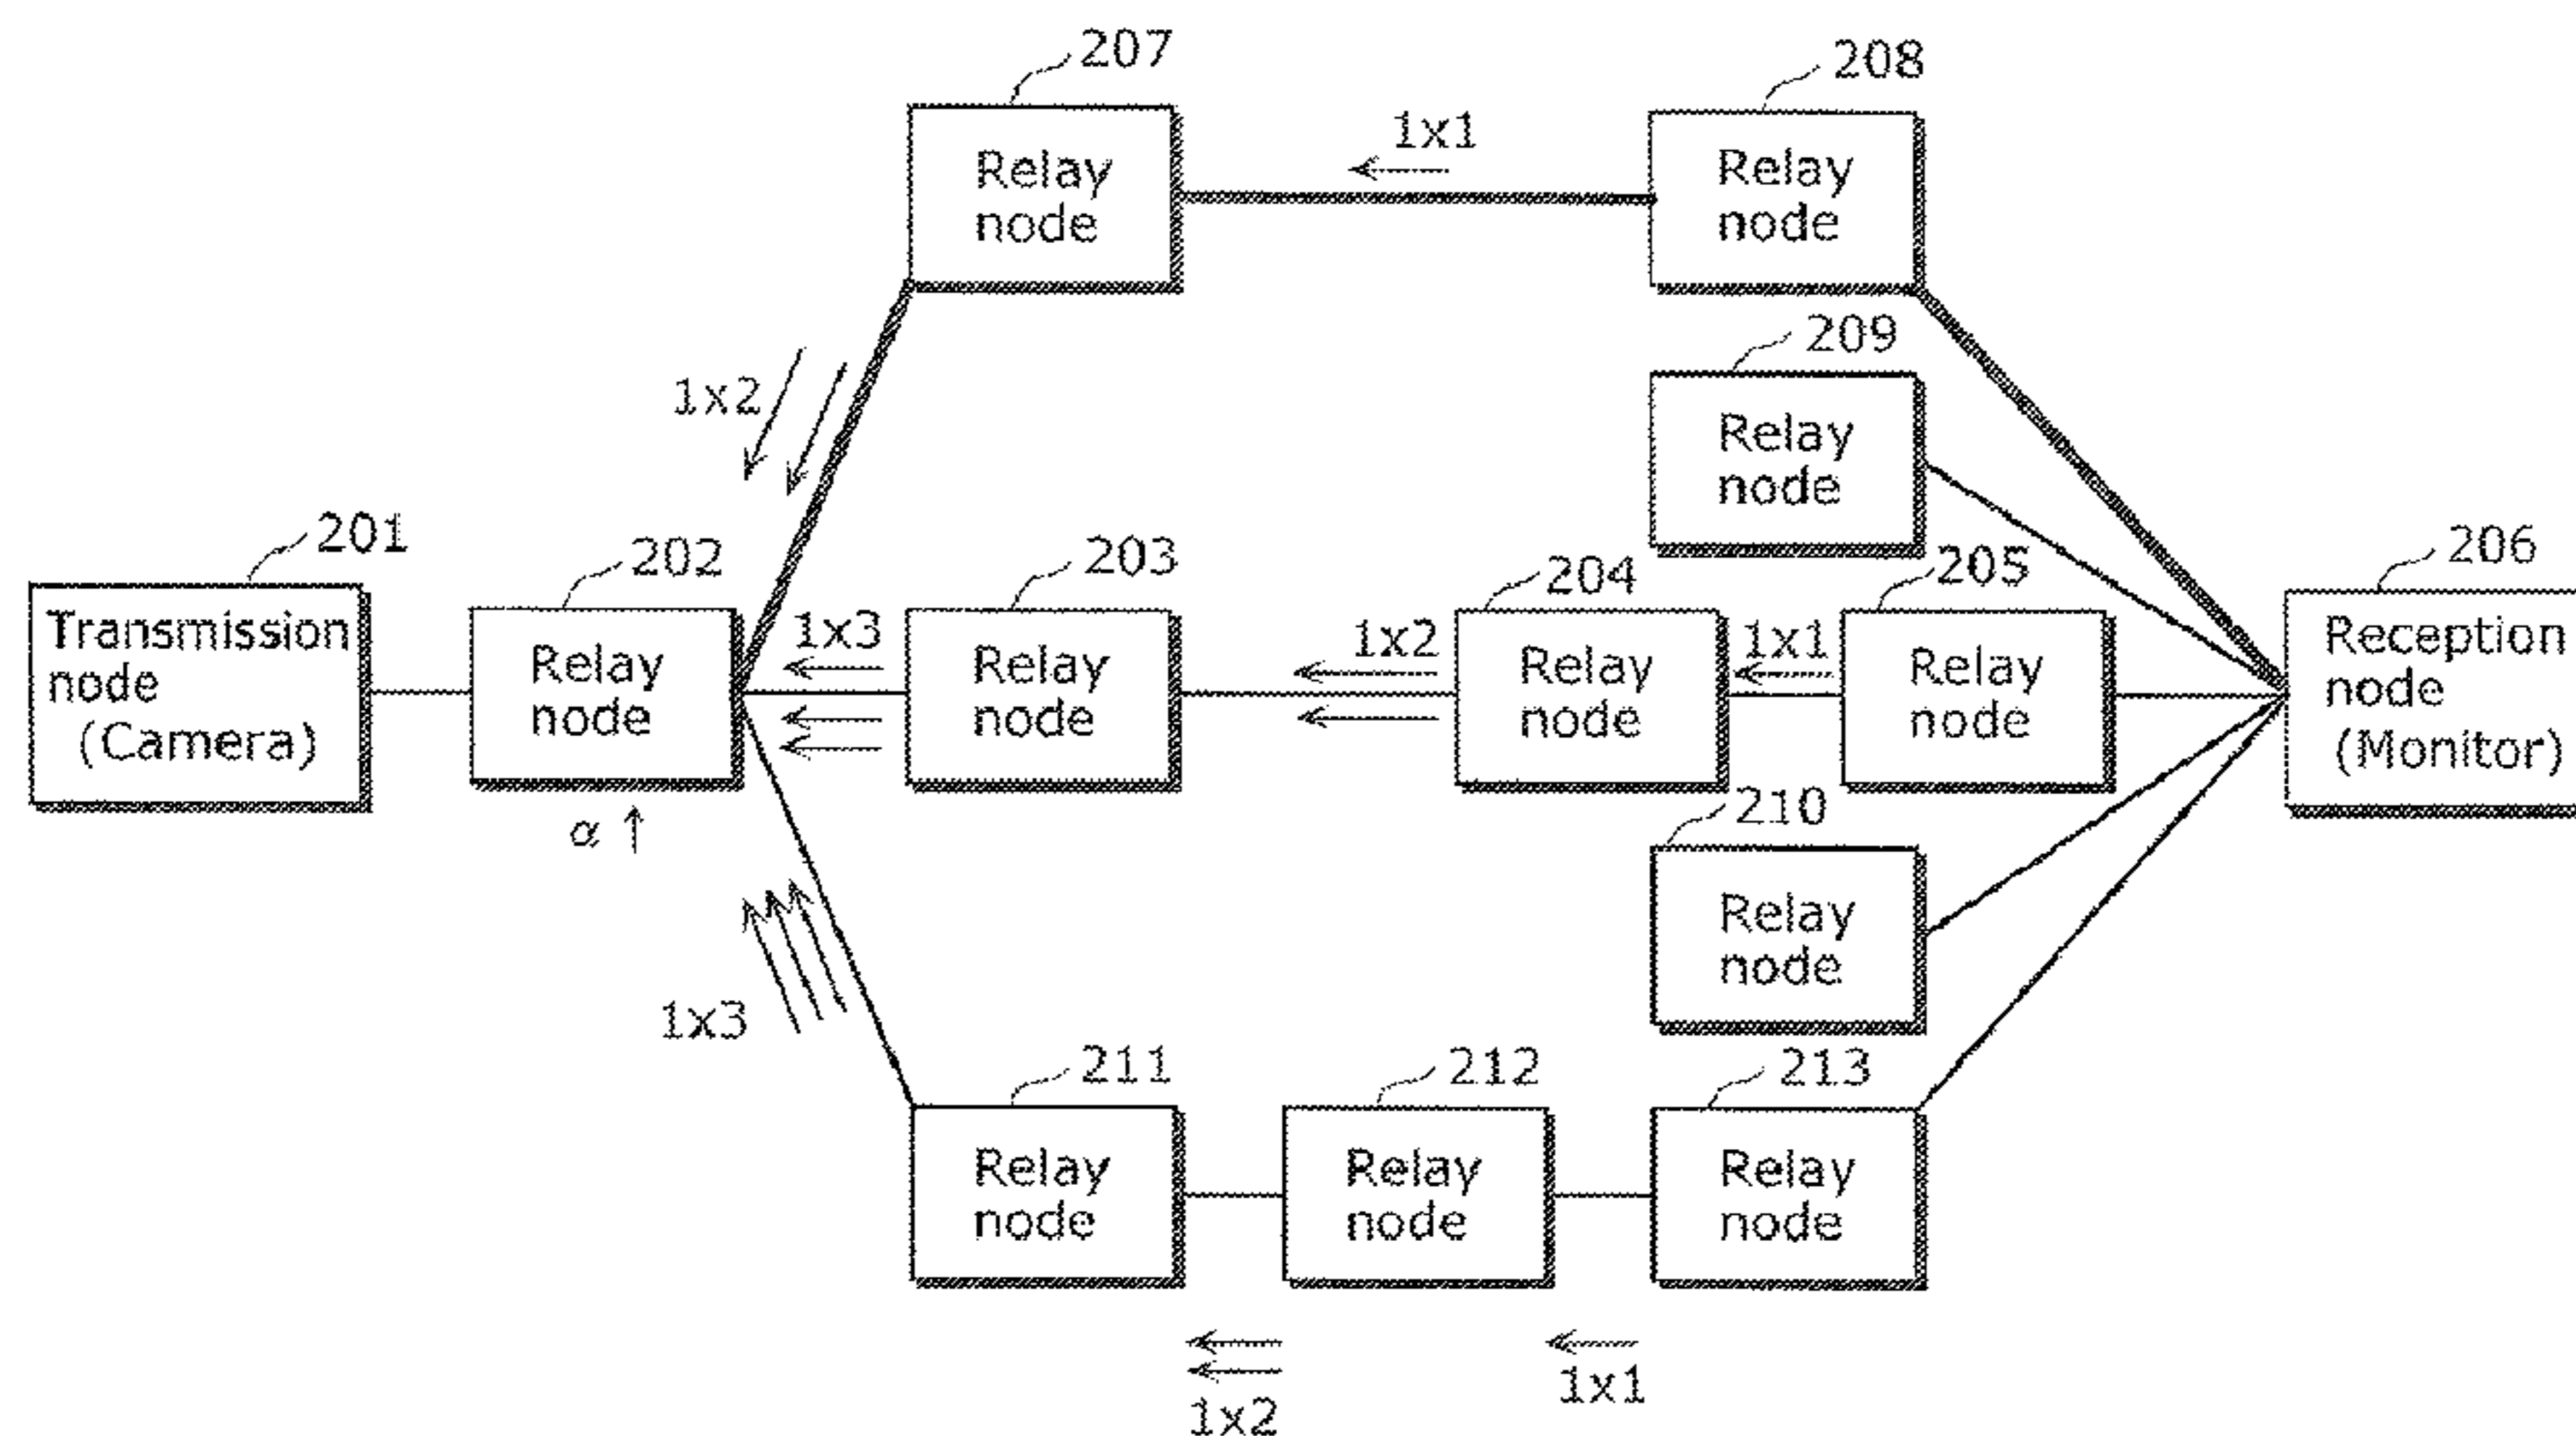 207
208
1x1
Relay
node
Relay
node
209
1x2
Relay
node
201
202
203
204
205
206
Transmission
node
(Camera)
Relay
node
1x3
Relay
node
1x2
Relay
node
1x1
Relay
node
Reception
node
(Monitor)
α ↑
210
Relay
node
1x3
211
212
213
Relay
node
Relay
node
Relay
node
1x2
1x1